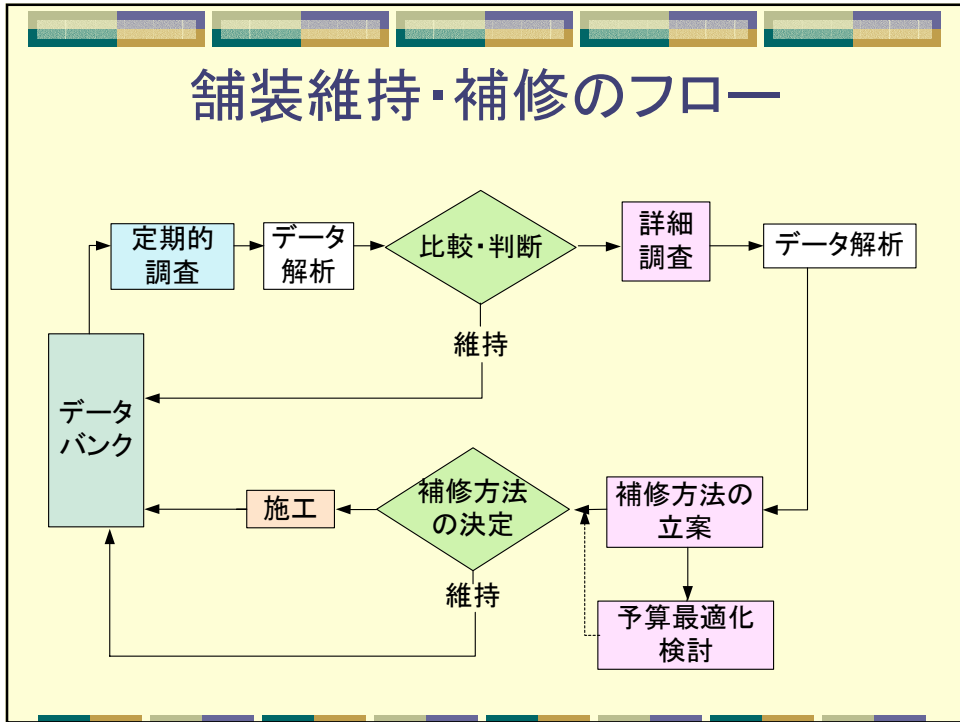 舗装維持・補修のフロー
定期的
調査
データ
解析
比較・判断
詳細
調査
データ解析
維持
データ
バンク
施工
補修方法
の決定
補修方法の
立案
維持
予算最適化
検討